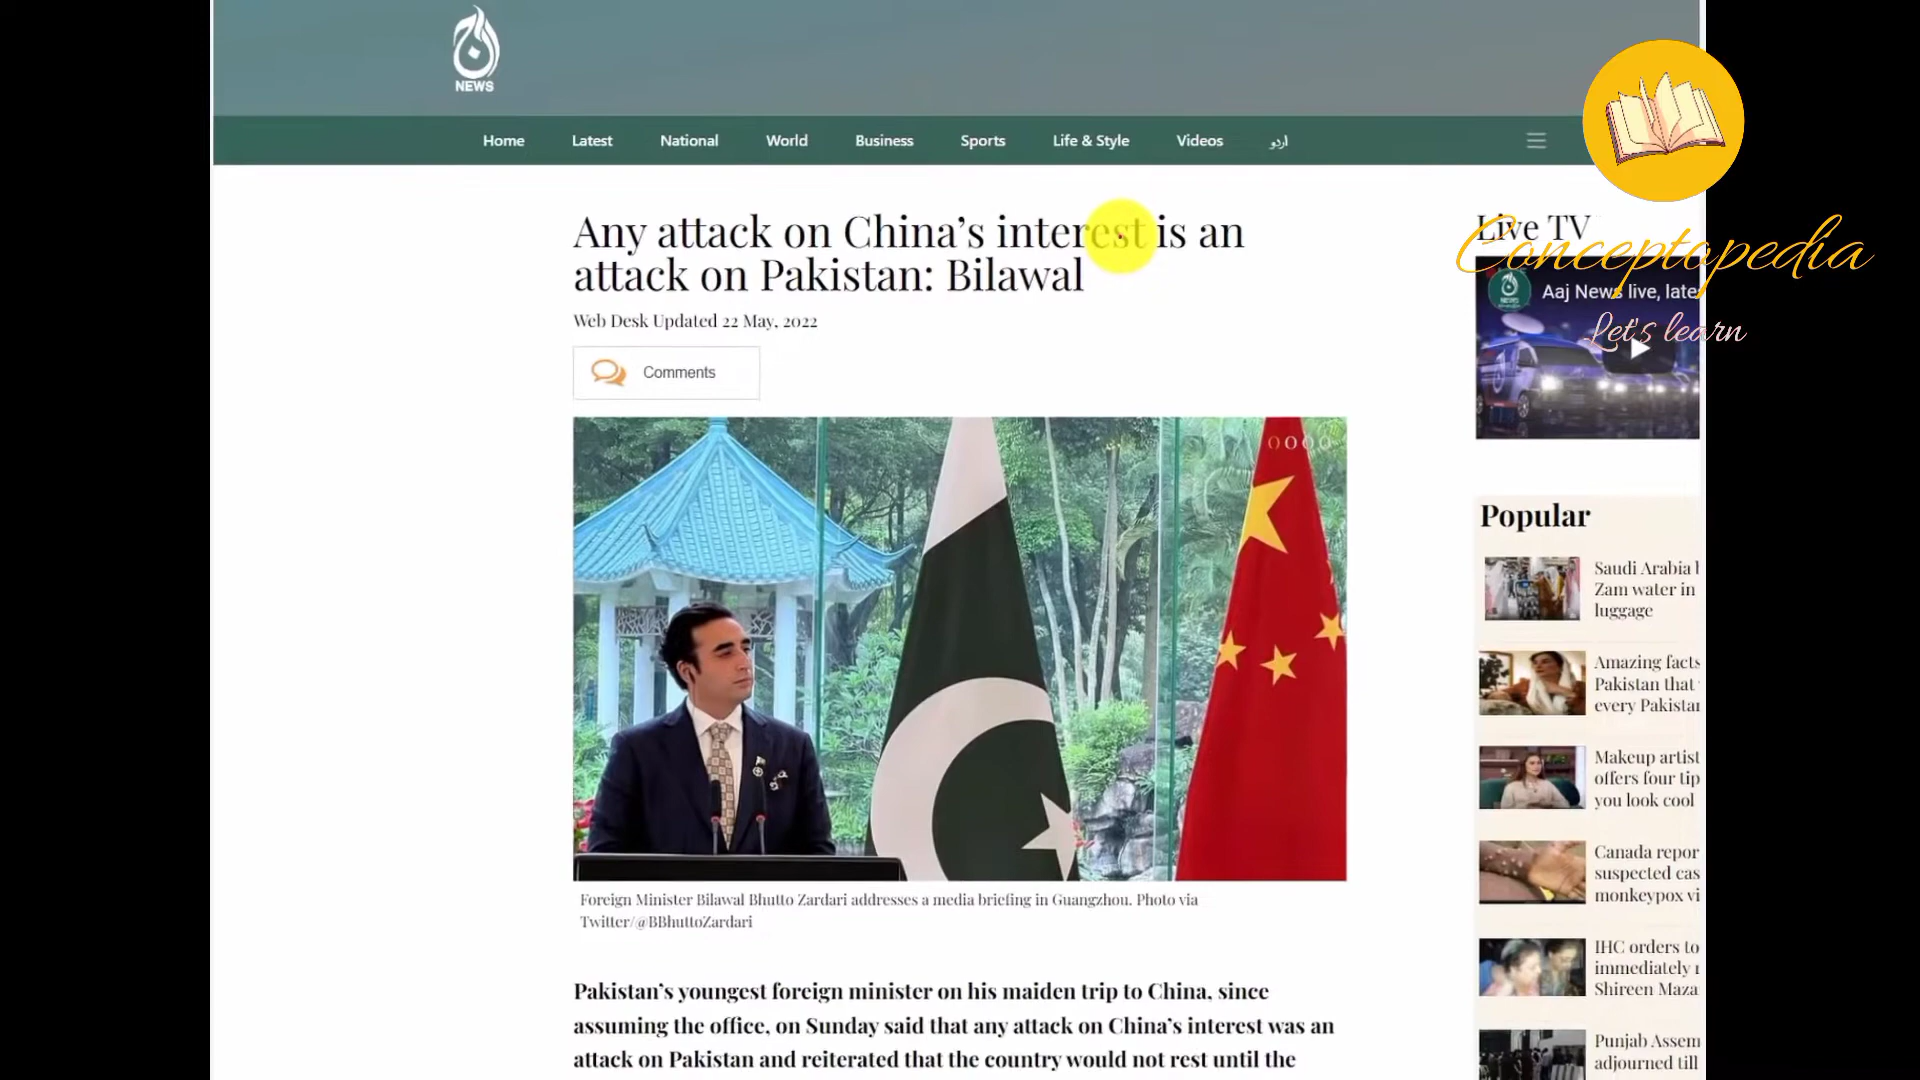 NEWS
Home Latest National World Business Sports Life & Style Videos اردو
Any attack on China's interest is an
attack on Pakistan: Bilawal
Web Desk Updated 22 May, 2022
Comments
Foreign Minister Bilawal Bhutto Zardari addresses a media briefing in Guangzhou. Photo via
Twitter/@BBhuttoZardari
Pakistan's youngest foreign minister on his maiden trip to China, since
assuming the office, on Sunday said that any attack on China's interest was an
attack on Pakistan and reiterated that the country would not rest until the
Live TV
Conceptopedia
Let's learn
Aaj News live, late
Popular
Saudi Arabia
Zam water in
luggage
Amazing facts
Pakistan that
every Pakistan
Makeup artist
offers four tip
you look cool
Canada repor
suspected cas
monkeypox vi
IHC orders to
immediately
Shireen Maza
Punjab Assem
adjourned till